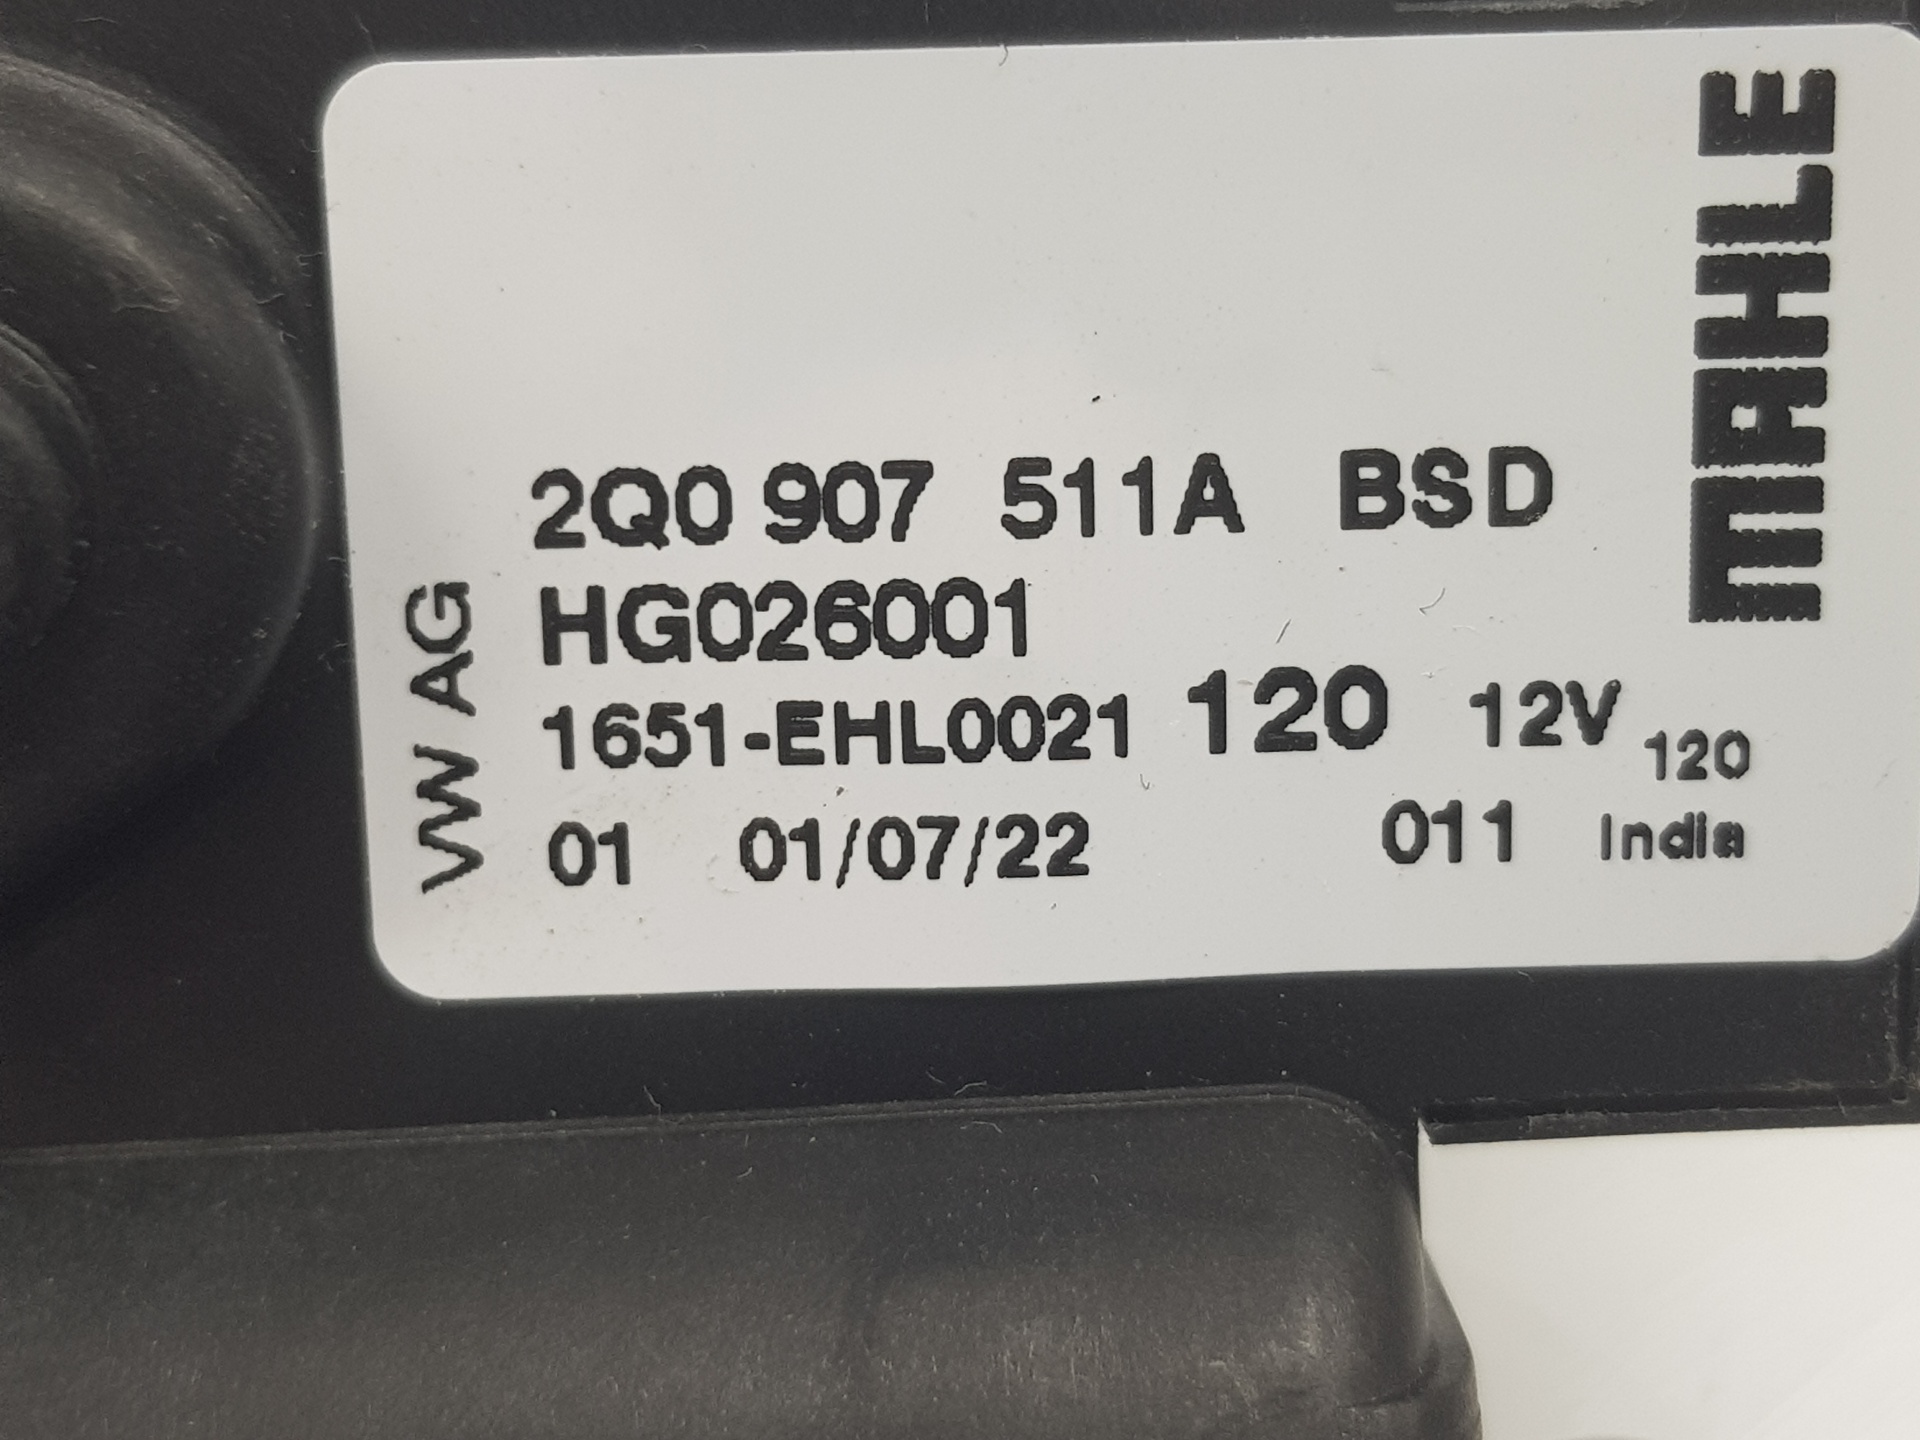 MAHLE
VW AG
2Q0 907 511A BSD
HG026001
1651-EHL0021 120 12V 120
01 01/07/22 011 India